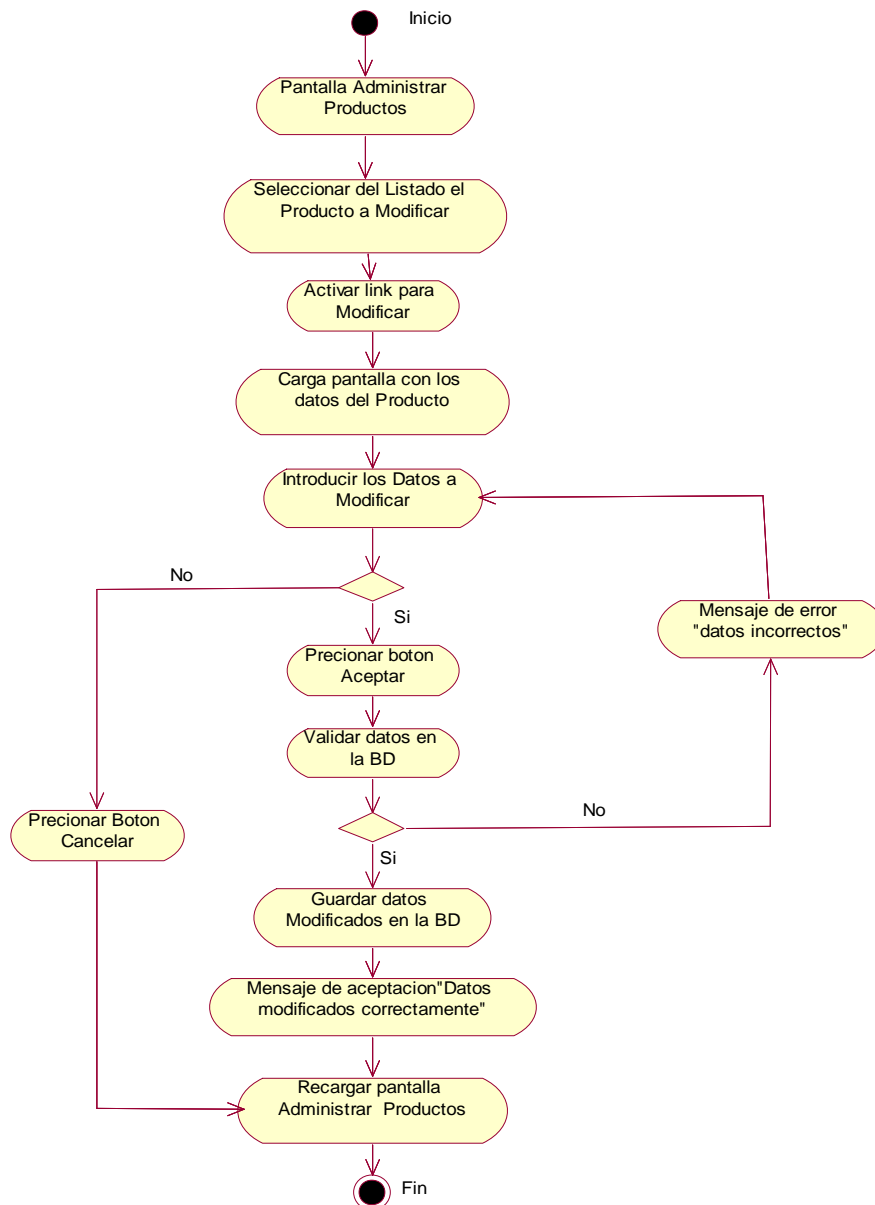 Inicio
Pantalla Administrar
Productos
Seleccionar del Listado el
Producto a Modificar
Activar link para
Modificar
Carga pantalla con los
datos del Producto
Introducir los Datos a
Modificar
No
Si
Mensaje de error
"datos incorrectos"
Precionar boton
Aceptar
Validar datos en
la BD
No
Precionar Boton
Cancelar
Si
Guardar datos
Modificados en la BD
Mensaje de aceptacion"Datos
modificados correctamente"
Recargar pantalla
Administrar Productos
Fin